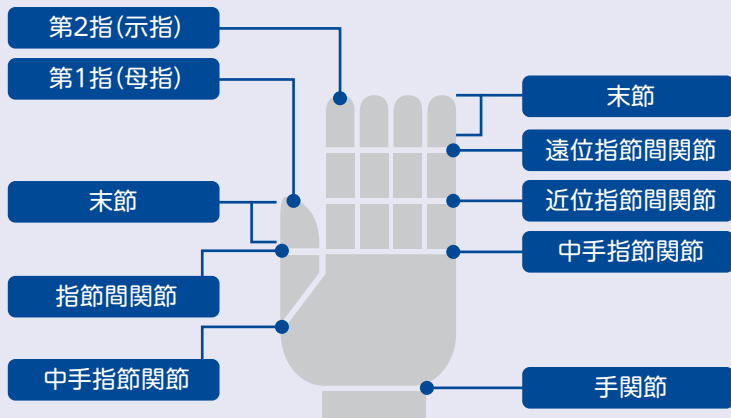 第2指(示指)
第1指(母指)
末節
指節間関節
中手指節関節
末節
遠位指節間関節
近位指節間関節
中手指節関節
手関節